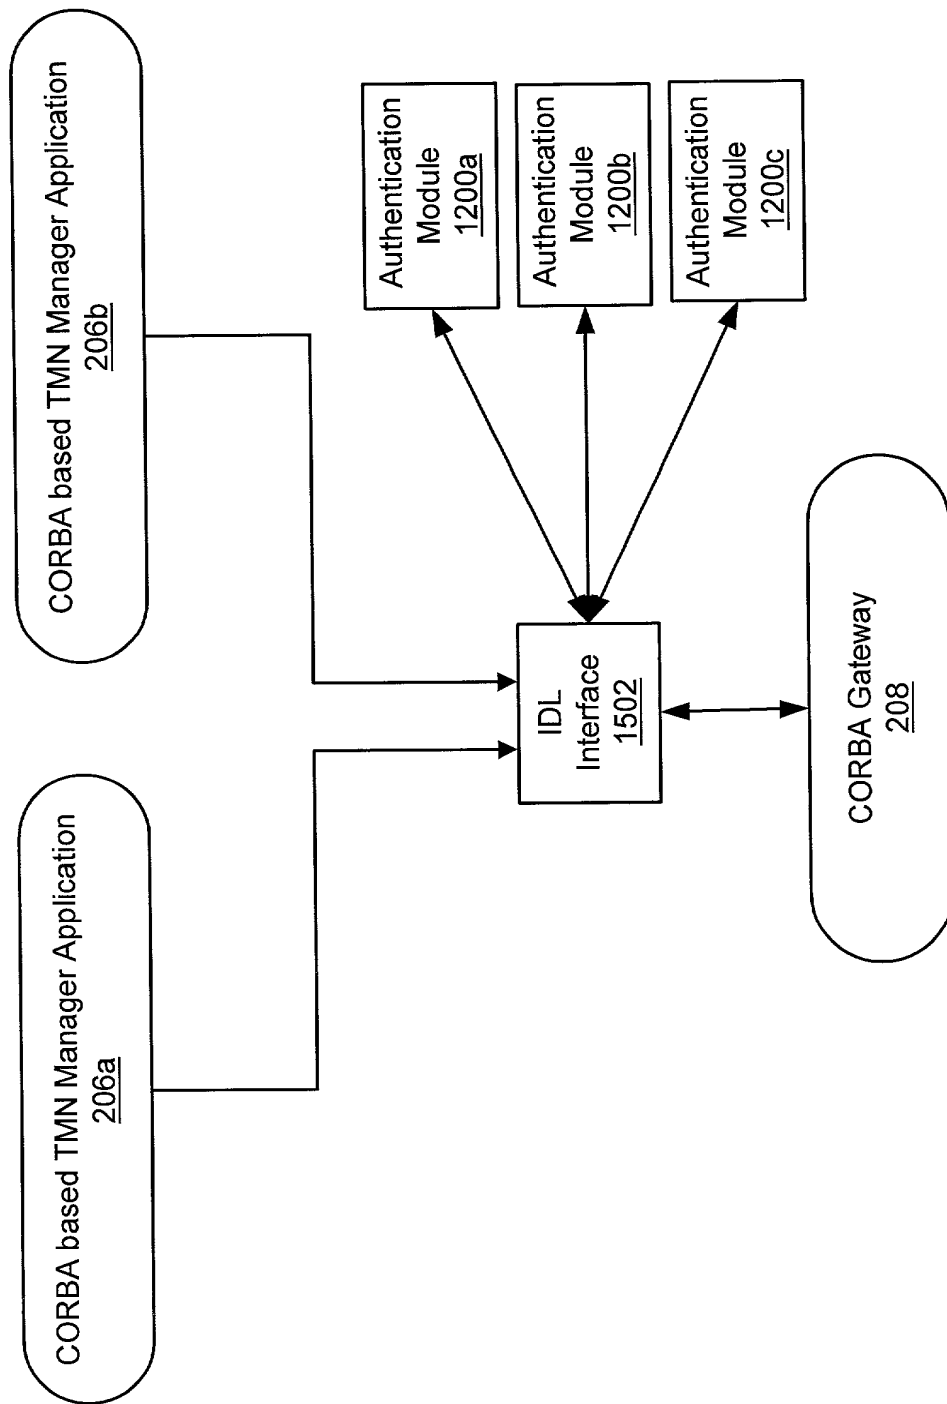 CORBA based TMN Manager Application
206a
CORBA based TMN Manager Application
206b
IDL
Interface
1502
Authentication
Module
1200a
Authentication
Module
1200b
Authentication
Module
1200c
CORBA Gateway
208